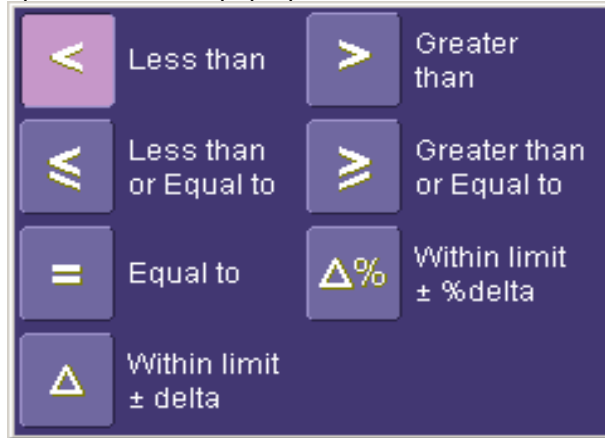 < Less than
> Greater
than
≤ Less than
or Equal to
≥ Greater than
or Equal to
= Equal to
Δ% Within limit
± %delta
Δ Within limit
± delta